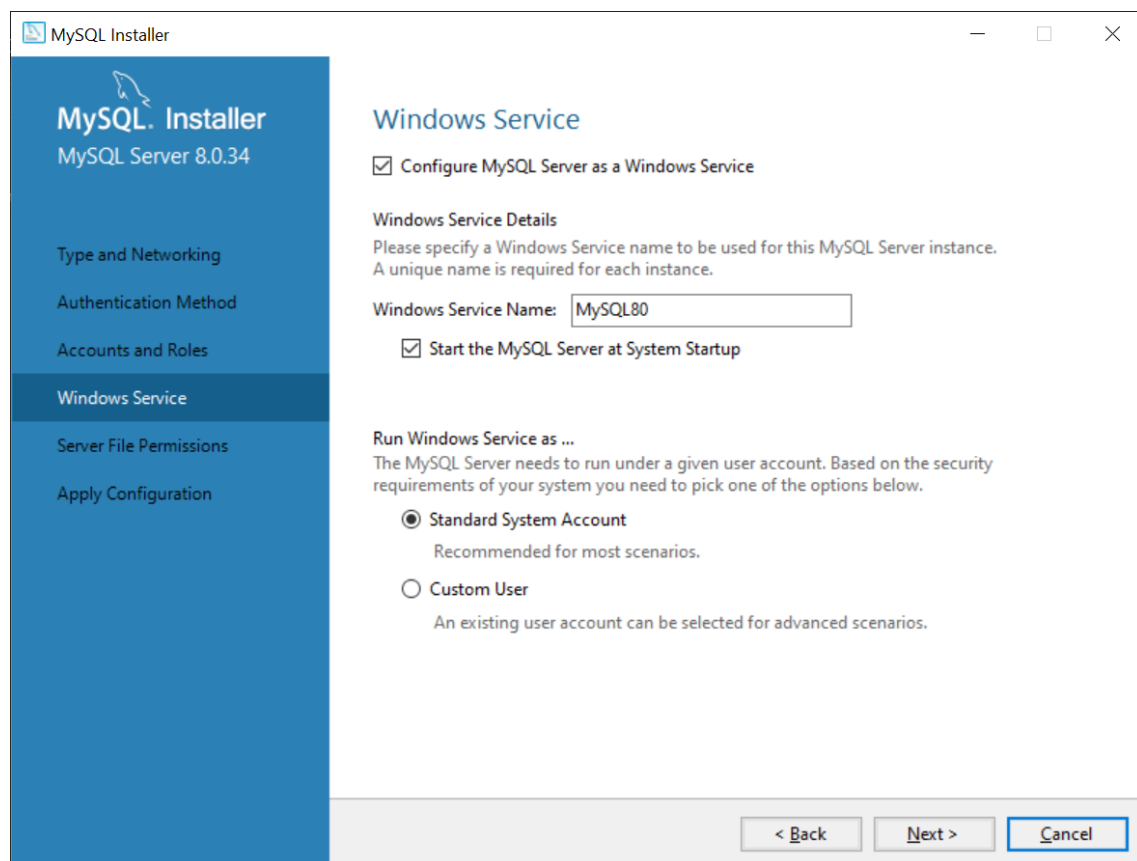 MySQL Installer
MySQL. Installer
MySQL Server 8.0.34
Type and Networking
Authentication Method
Accounts and Roles
Windows Service
Server File Permissions
Apply Configuration
Windows Service
Configure MySQL Server as a Windows Service
Windows Service Details
Please specify a Windows Service name to be used for this MySQL Server instance.
A unique name is required for each instance.
Windows Service Name: MySQL80
Start the MySQL Server at System Startup
Run Windows Service as ...
The MySQL Server needs to run under a given user account. Based on the security
requirements of your system you need to pick one of the options below.
Standard System Account
Recommended for most scenarios.
Custom User
An existing user account can be selected for advanced scenarios.
< Back Next > Cancel